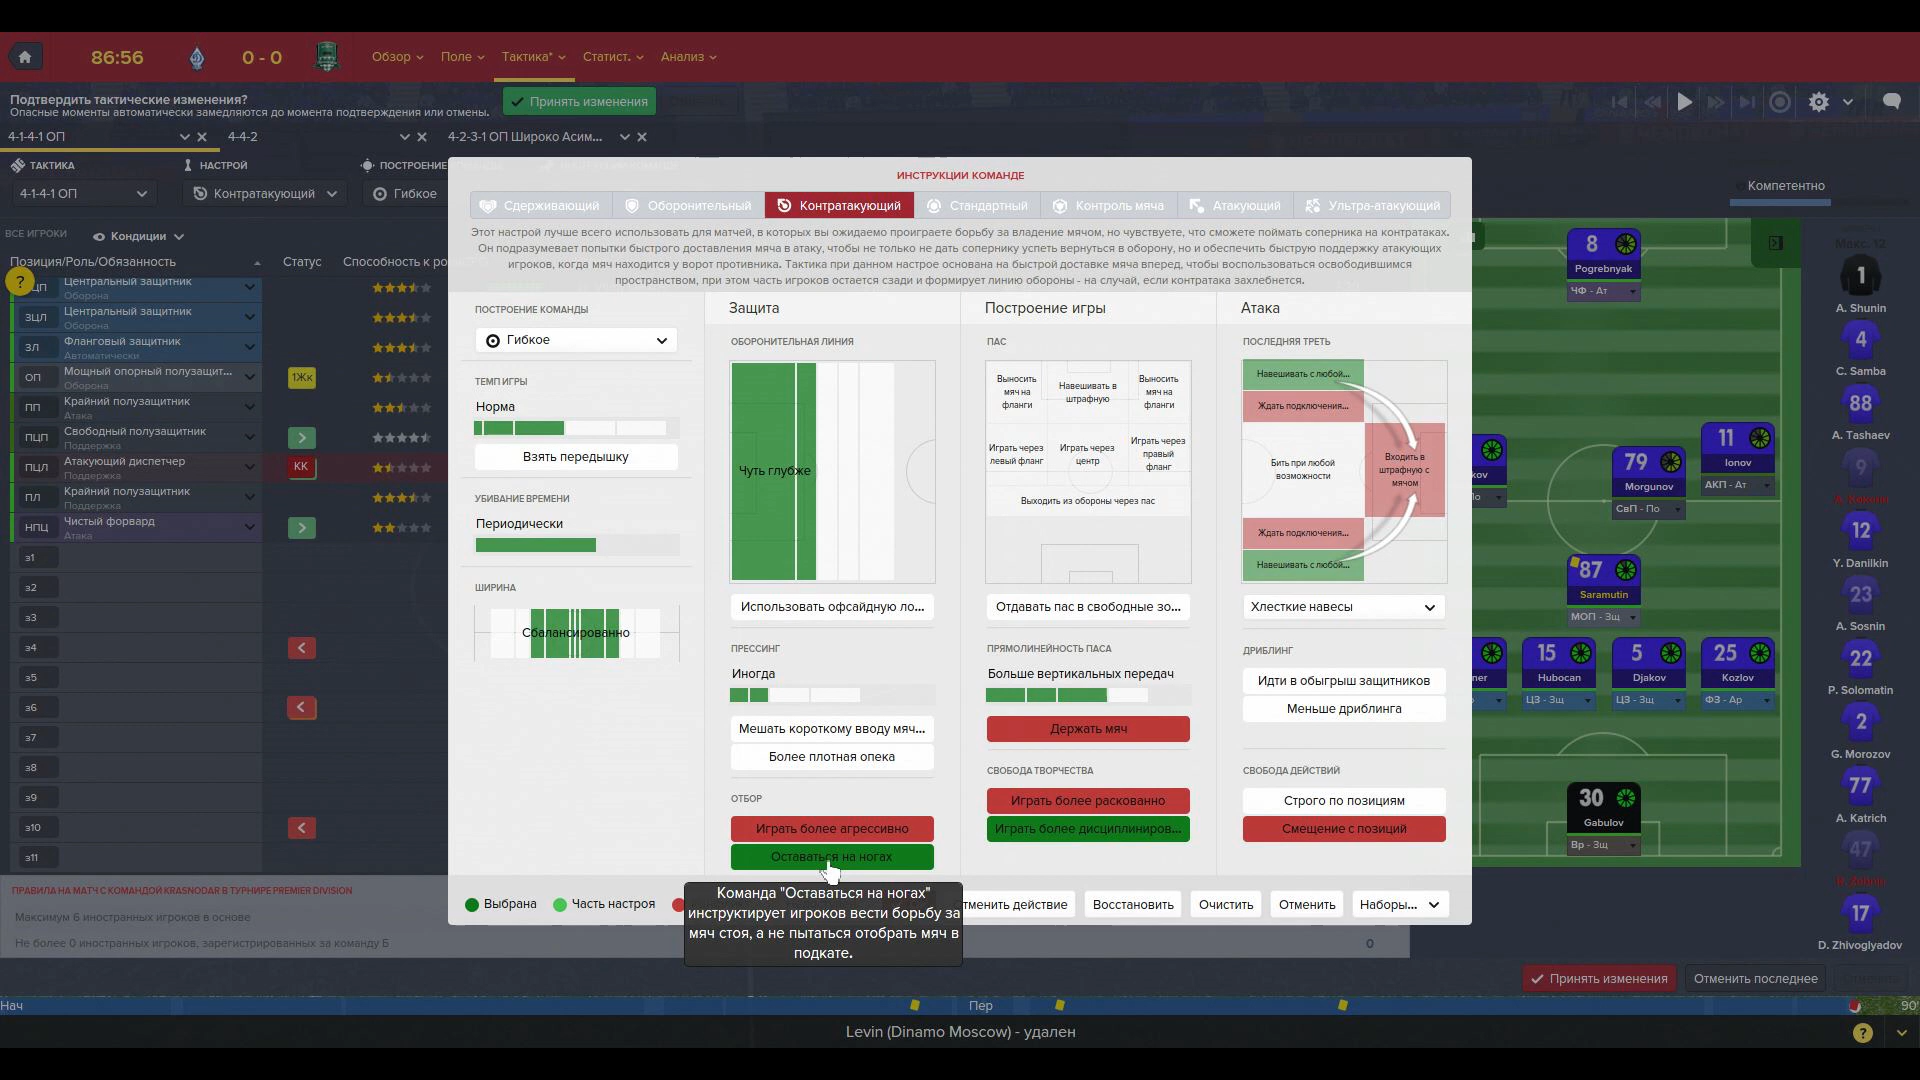 86:56
0 - 0
Обзор
Поле
Тактика*
Статист.
Анализ
Подтвердить тактические изменения?
Опасные моменты автоматически замедляются до момента подтверждения или отмены.
Принять изменения
4-1-4-1 ОП
4-4-2
4-2-3-1 ОП Широко Асим...
ТАКТИКА
НАСТРОЙ
ПОСТРОЕНИЕ
4-1-4-1 ОП
Контратакующий
Гибкое
Компетентно
ВСЕ ИГРОКИ
Кондиции
Позиция/Роль/Обязанность
Статус
Способность к ро
?
Центральный защитник
Оборона
ЗЦЛ
Центральный защитник
Оборона
ЗЛ
Фланговый защитник
Автоматически
ОП
Мощный опорный полузащит...
Оборона
1Жк
ПП
Крайний полузащитник
Атака
ПЦП
Свободный полузащитник
Поддержка
ПЦЛ
Атакующий диспетчер
Поддержка
КК
ПЛ
Крайний полузащитник
Поддержка
НПЦ
Чистый форвард
Атака
з1
з2
з3
з4
з5
з6
з7
з8
з9
з10
з11
ПРАВИЛА НА МАТЧ С КОМАНДОЙ KRASNODAR В ТУРНИРЕ PREMIER DIVISION
Максимум 6 иностранных игроков в основе
Не более 0 иностранных игроков, зарегистрированных за команду Б
0
ИНСТРУКЦИИ КОМАНДЕ
Сдерживающий
Оборонительный
Контратакующий
Стандартный
Контроль мяча
Атакующий
Ультра-атакующий
Этот настрой лучше всего использовать для матчей, в которых вы ожидаемо проиграете борьбу за владение мячом, но чувствуете, что сможете поймать соперника на контратаках.
Он подразумевает попытки быстрого доставления мяча в атаку, чтобы не только не дать сопернику успеть вернуться в оборону, но и обеспечить быструю поддержку атакующих
игроков, когда мяч находится у ворот противника. Тактика при данном настрое основана на быстрой доставке мяча вперед, чтобы воспользоваться освободившимся
пространством, при этом часть игроков остается сзади и формирует линию обороны - на случай, если контратака захлебнется.
ПОСТРОЕНИЕ КОМАНДЫ
Гибкое
ТЕМП ИГРЫ
Норма
Взять передышку
УБИВАНИЕ ВРЕМЕНИ
Периодически
ШИРИНА
Сбалансированно
Защита
ОБОРОНИТЕЛЬНАЯ ЛИНИЯ
Чуть глубже
Использовать офсайдную ло...
ПРЕССИНГ
Иногда
Мешать короткому вводу мяч...
Более плотная опека
ОТБОР
Играть более агрессивно
Оставаться на ногах
Построение игры
ПАС
Выносить
мяч на
фланги
Навешивать в
штрафную
Выносить
мяч на
фланги
Играть через
левый фланг
Играть через
центр
Играть через
правый
фланг
Выходить из обороны через пас
Отдавать пас в свободные зо...
ПРЯМОЛИНЕЙНОСТЬ ПАСА
Больше вертикальных передач
Держать мяч
СВОБОДА ТВОРЧЕСТВА
Играть более раскованно
Играть более дисциплиниров...
Атака
ПОСЛЕДНЯЯ ТРЕТЬ
Навешивать с любой...
Ждать подключения...
Бить при любой
возможности
Входить в
штрафную с
мячом
Ждать подключения...
Навешивать с любой...
Хлесткие навесы
ДРИБЛИНГ
Идти в обыгрыш защитников
Меньше дриблинга
СВОБОДА ДЕЙСТВИЙ
Строго по позициям
Смещение с позиций
Выбрана
Часть настроя
Отменить действие
Восстановить
Очистить
Отменить
Наборы...
Команда "Оставаться на ногах"
инструктирует игроков вести борьбу за
мяч стоя, а не пытаться отобрать мяч в
подкате.
8
Pogrebnyak
ЧФ - Ат
11
Ionov
АКП - Ат
79
Morgunov
СвП - По
87
Saramutin
МОП - Зщ
15
Hubocan
ЦЗ - Зщ
5
Djakov
ЦЗ - Зщ
25
Kozlov
ФЗ - Ар
30
Gabulov
Вр - Зщ
Макс. 12
1
A. Shunin
4
C. Samba
88
A. Tashaev
9
A. Kokorin
12
Y. Danilkin
23
A. Sosnin
22
P. Solomatin
2
G. Morozov
77
A. Katrich
47
R. Zobnin
17
D. Zhivoglyadov
Принять изменения
Отменить последнее
Нач
Пер
90'
Levin (Dinamo Moscow) - удален
?